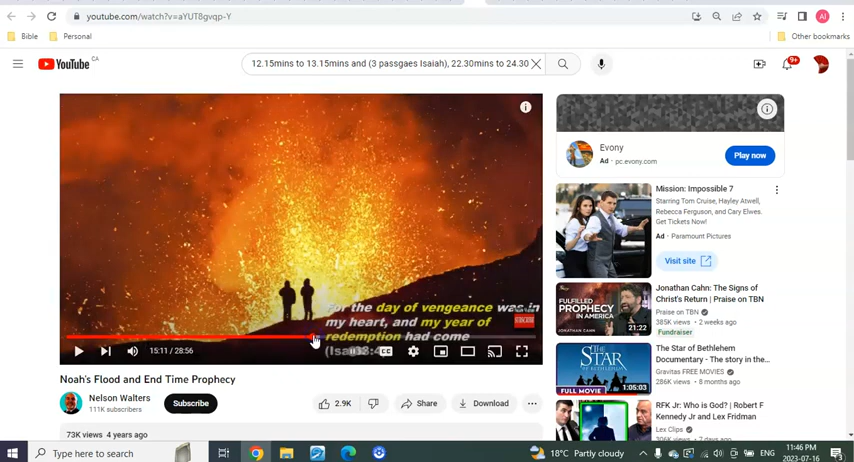 youtube.com/watch?v=aYUT8gvqp-Y
Bible
Personal
Other bookmarks
YouTube CA
12.15mins to 13.15mins and (3 passgaes Isaiah), 22.30mins to 24.30
9+
For the day of vengeance was in
my heart, and my year of
redemption had come
SUBSCRIBE
15:11 / 28:56
Evony
Ad · pc.evony.com
Play now
Mission: Impossible 7
Starring Tom Cruise, Hayley Atwell,
Rebecca Ferguson, and Cary Elwes.
Get Tickets Now!
Ad · Paramount Pictures
Visit site
FULFILLED
PROPHECY
IN AMERICA
JONATHAN CAHN
21:22
Jonathan Cahn: The Signs of
Christ's Return | Praise on TBN
Praise on TBN
385K views · 2 weeks ago
Fundraiser
THE STAR
OF BETHLEHEM
FULL MOVIE
1:05:03
The Star of Bethlehem
Documentary - The story in the...
Gravitas FREE MOVIES
286K views · 8 months ago
RFK Jr: Who is God? | Robert F
Kennedy Jr and Lex Fridman
Lex Clips
Noah's Flood and End Time Prophecy
Nelson Walters
111K subscribers
Subscribe
2.9K
Share
Download
73K views 4 years ago
Type here to search
18°C Partly cloudy
ENG
11:46 PM
2023-07-16